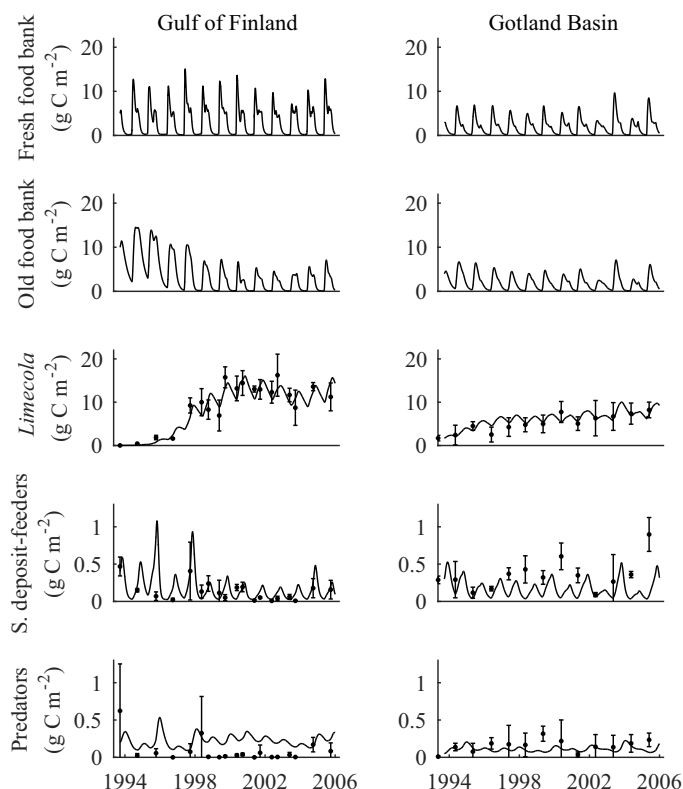 Gulf of Finland
Gotland Basin
Fresh food bank
(g C m-2)
20
10
0
20
10
0
Old food bank
(g C m-2)
20
10
0
20
10
0
Limecola
(g C m-2)
20
10
0
20
10
0
S. deposit-feeders
(g C m-2)
1
0.5
0
1
0.5
0
Predators
(g C m-2)
1
0.5
0
1
0.5
0
1994 1998 2002 2006
1994 1998 2002 2006